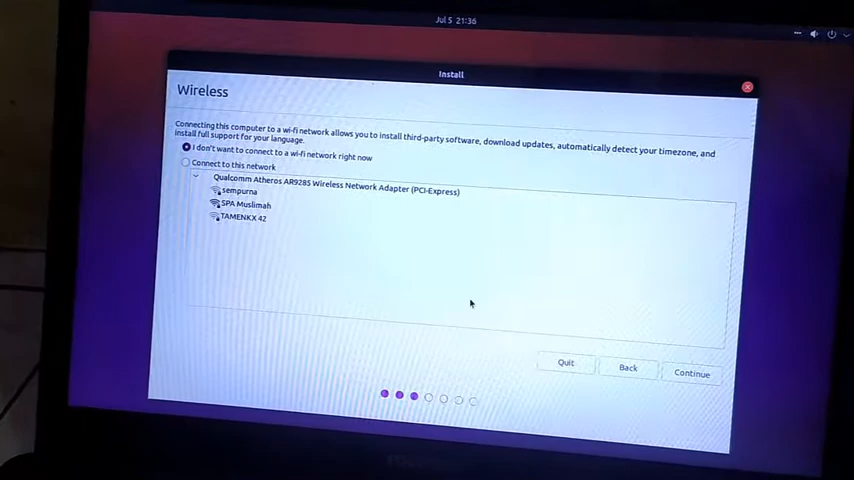 Jul 5 21:36
Install
Wireless
Connecting this computer to a wi-fi network allows you to install third-party software, download updates, automatically detect your timezone, and
install full support for your language.
I don't want to connect to a wi-fi network right now
Connect to this network
Qualcomm Atheros AR9285 Wireless Network Adapter (PCI-Express)
sempurna
SPA Muslimah
TAMENKX 42
Quit
Back
Continue